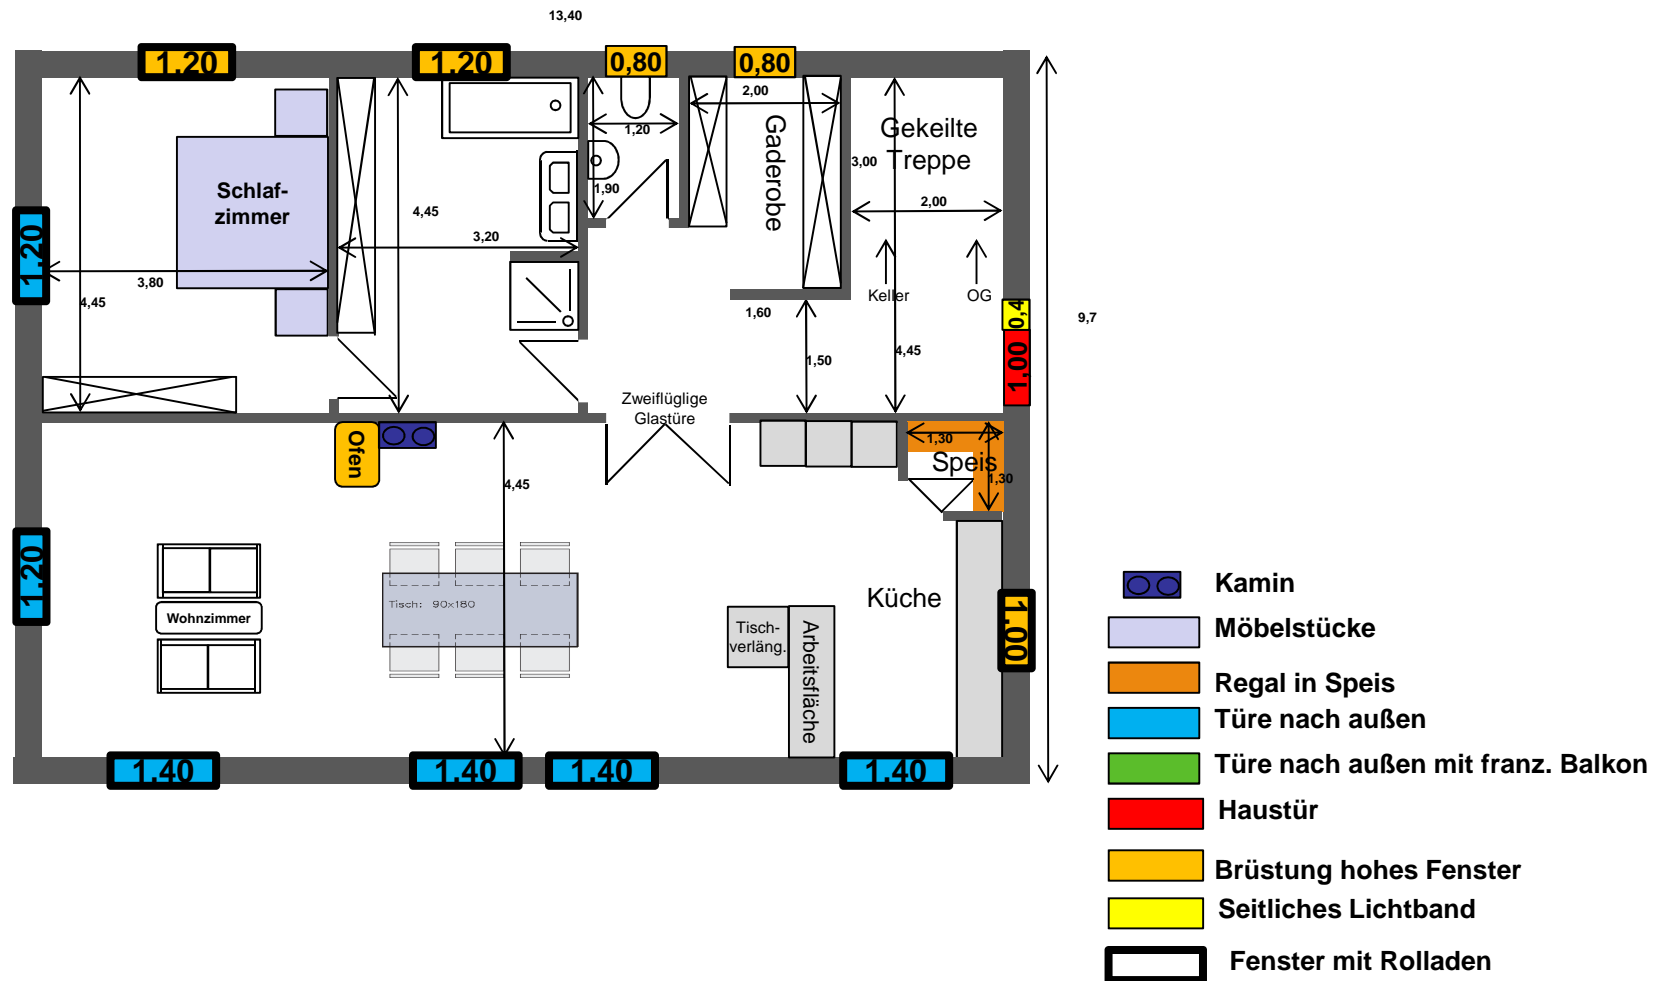 13,40
1.20
1.20
0,80
0,80
2,00
1,20
Gaderobe
Gekeilte
Treppe
3,00
Schlaf-
zimmer
1,90
4,45
2,00
3,20
1.20
3,80
4,45
Keller
OG
1,60
0,4
9,7
1,50
4,45
1.00
Zweiflüglige
Glastüre
Ofen
1,30
Speis
4,45
1,30
1.20
Tisch: 90x180
Küche
Wohnzimmer
Tisch-
verläng.
Arbeitsfläche
1.00
1.40
1.40
1.40
1.40
Kamin
Möbelstücke
Regal in Speis
Türe nach außen
Türe nach außen mit franz. Balkon
Haustür
Brüstung hohes Fenster
Seitliches Lichtband
Fenster mit Rolladen